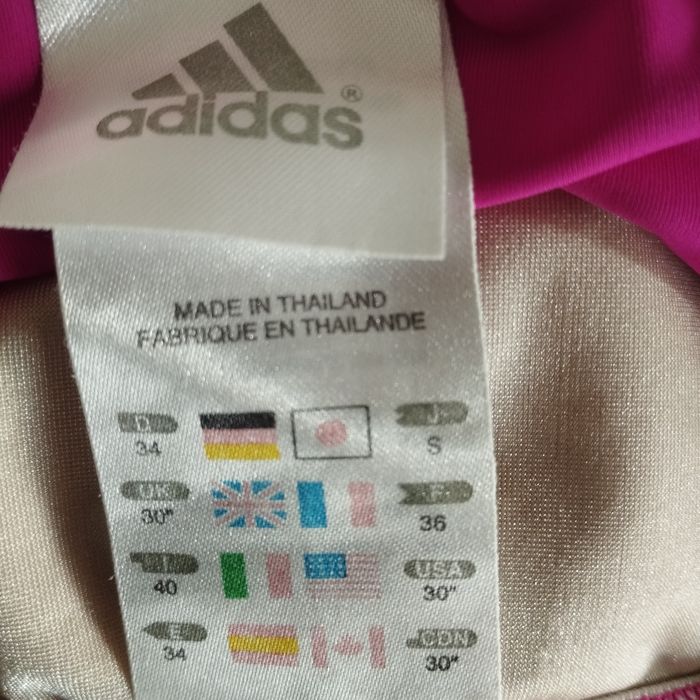 adidas®
MADE IN THAILAND
FABRIQUE EN THAILANDE
D J
34 S
UK F
30" 36
I USA
40 30"
E CDN
34 30"